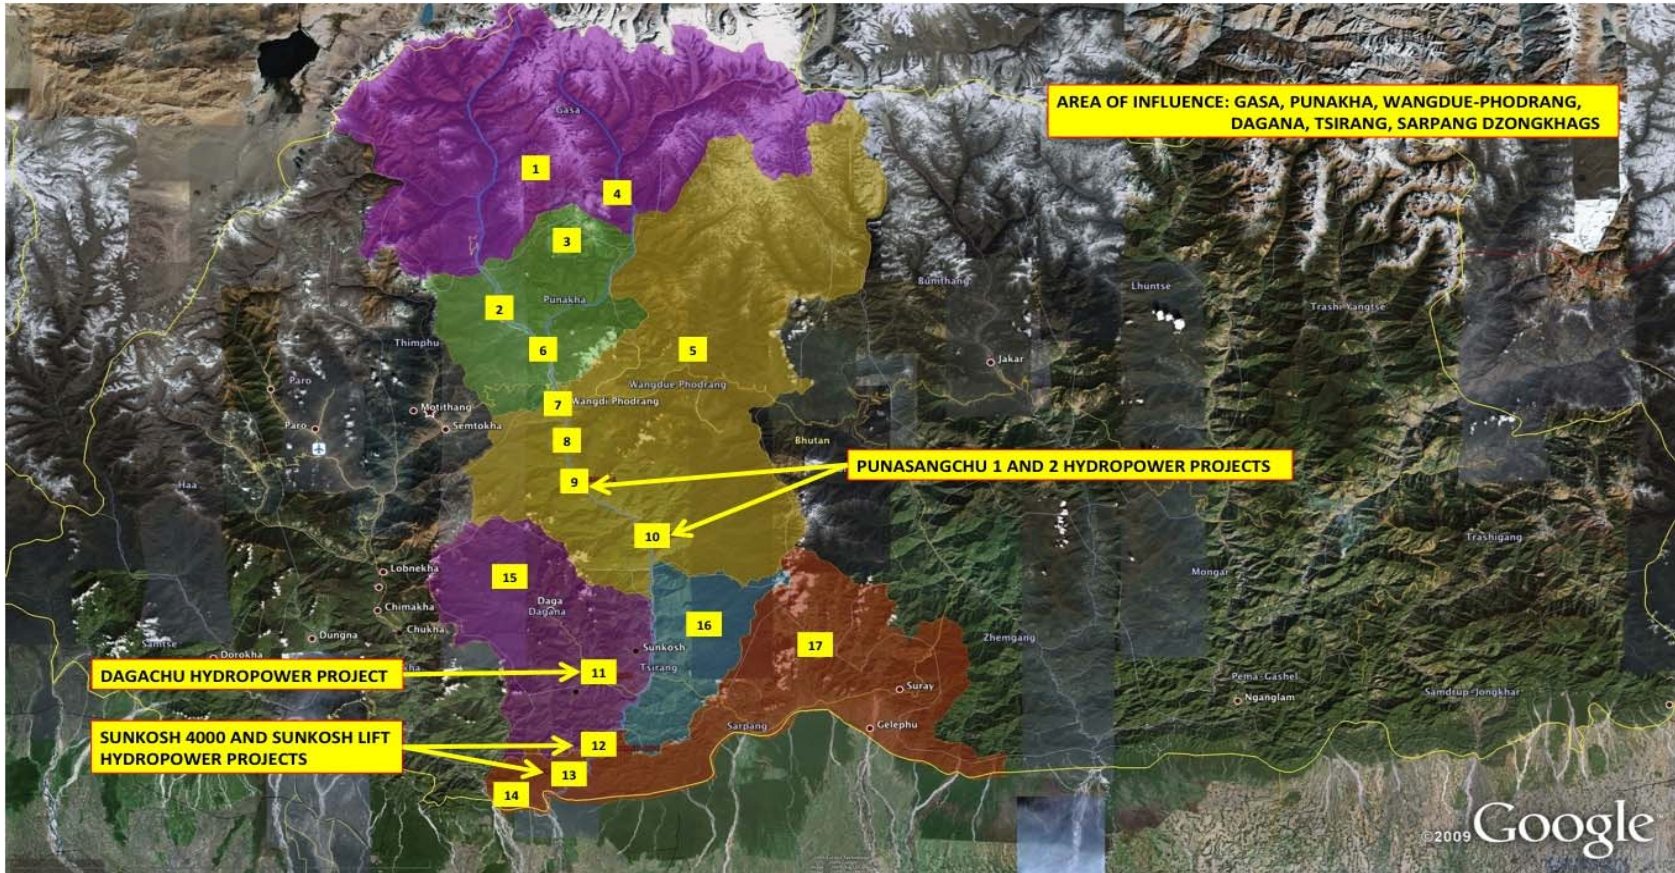 AREA OF INFLUENCE: GASA, PUNAKHA, WANGDUE-PHODRANG,
DAGANA, TSIRANG, SARPANG DZONGKHAGS
Gasa
1
4
3
2
Punakha
6
5
7
8
9
10
Bumthang
Lhuntse
Trashi Yangtse
Thimphu
Paro
Paro
Motithang
Semtokha
Wangdue Phodrang
Wangdi Phodrang
Jakar
Bhutan
PUNASANGCHU 1 AND 2 HYDROPOWER PROJECTS
Haa
Trashigang
Mongar
Lobnekha
Chimakha
Chukha
Dungna
Dorokha
Samtse
15
Daga
Dagana
16
17
Sunkosh
Tsirang
Zhemgang
DAGACHU HYDROPOWER PROJECT
11
Suray
Pema Gashel
Nganglam
Samdrup Jongkhar
Sarpang
Gelephu
SUNKOSH 4000 AND SUNKOSH LIFT
HYDROPOWER PROJECTS
12
13
14
©2009 Google